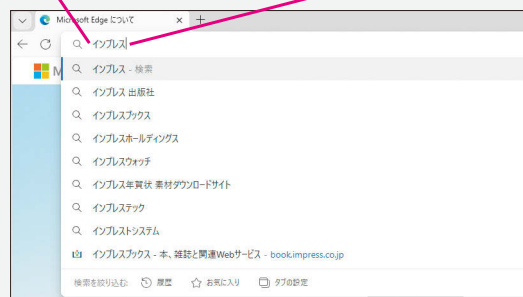 Microsoft Edge について
インプレス
M
インプレス - 検索
インプレス 出版社
インプレスブックス
インプレスホールディングス
インプレスウォッチ
インプレス年賀状 素材ダウンロードサイト
インプレステック
インプレストシステム
インプレスブックス - 本、雑誌と関連Webサービス - book.impress.co.jp
検索を絞り込む: 履歴 お気に入り タブの設定